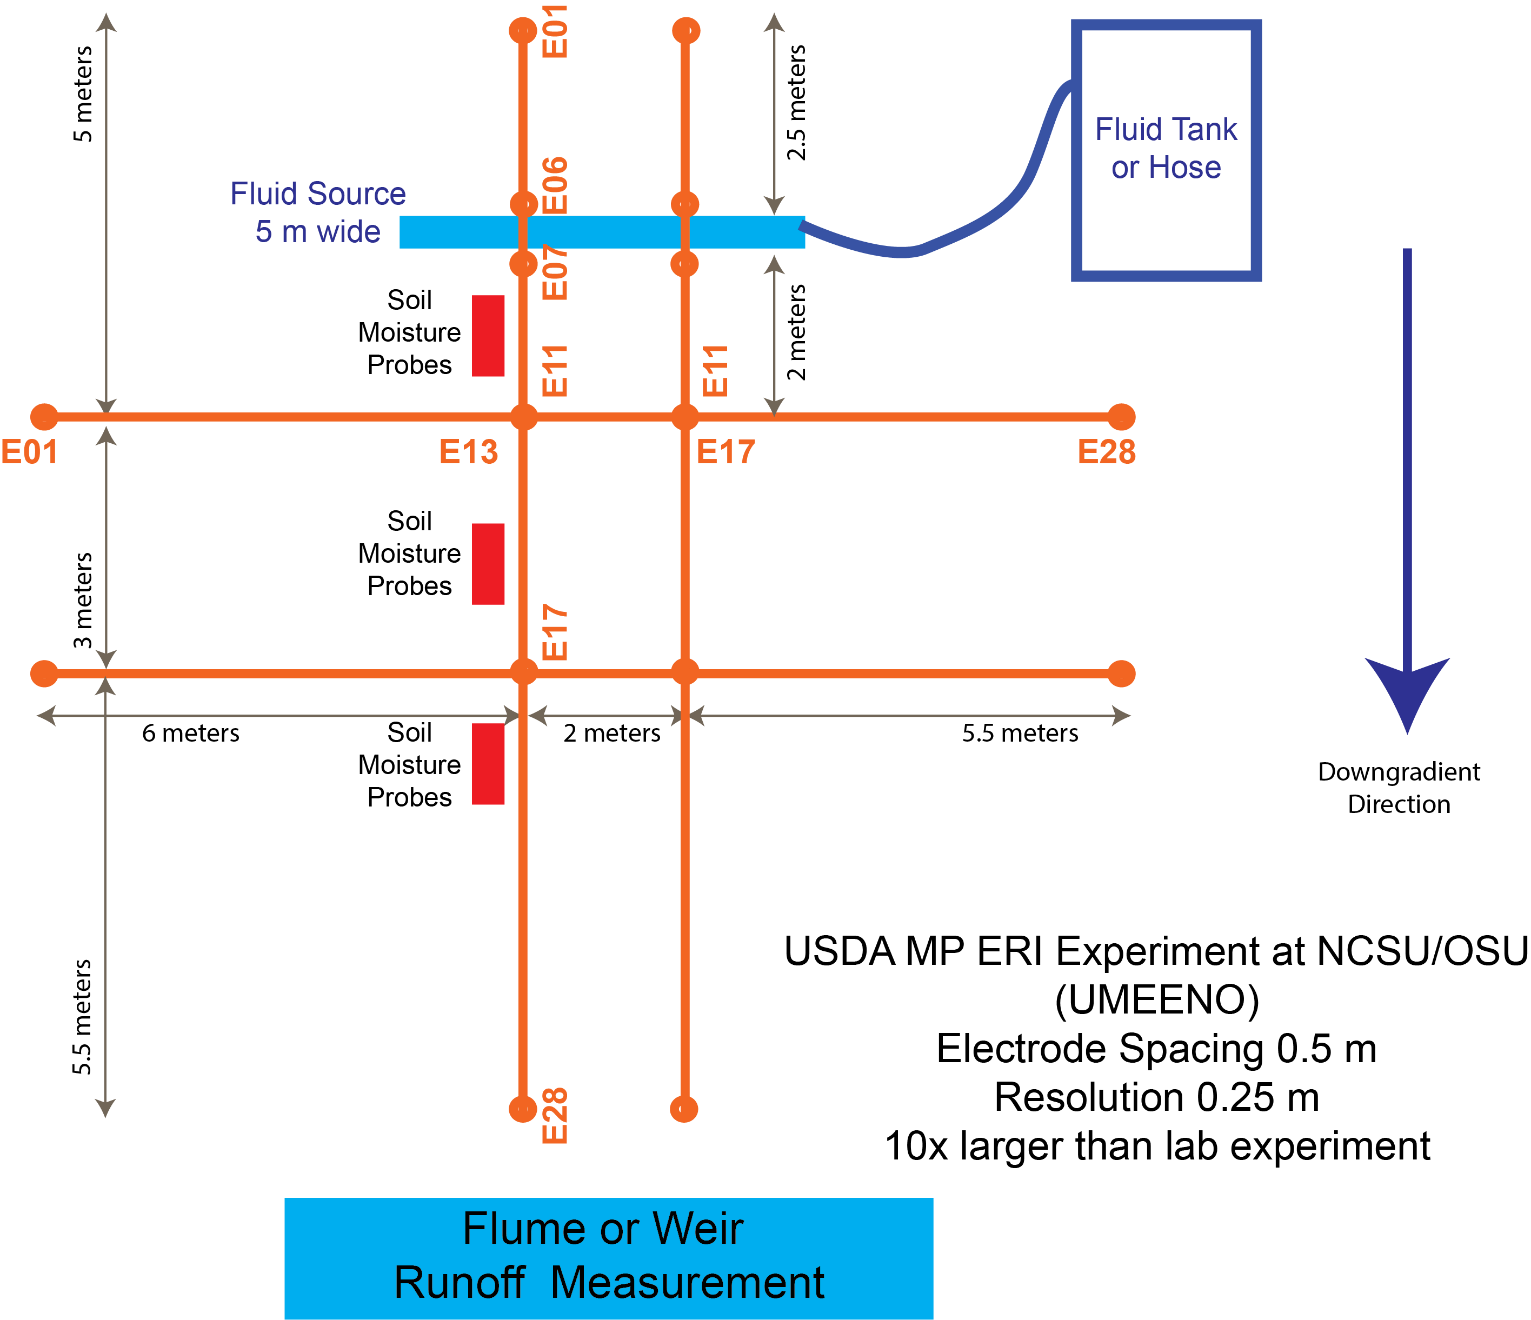 E01
5 meters
2.5 meters
Fluid Tank
or Hose
E06
Fluid Source
5 m wide
E07
Soil
Moisture
Probes
2 meters
E11
E11
E01
E13
E17
E28
Soil
Moisture
Probes
3 meters
E17
6 meters
2 meters
5.5 meters
Soil
Moisture
Probes
Downgradient
Direction
5.5 meters
E28
USDA MP ERI Experiment at NCSU/OSU
(UMEENO)
Electrode Spacing 0.5 m
Resolution 0.25 m
10x larger than lab experiment
Flume or Weir
Runoff Measurement